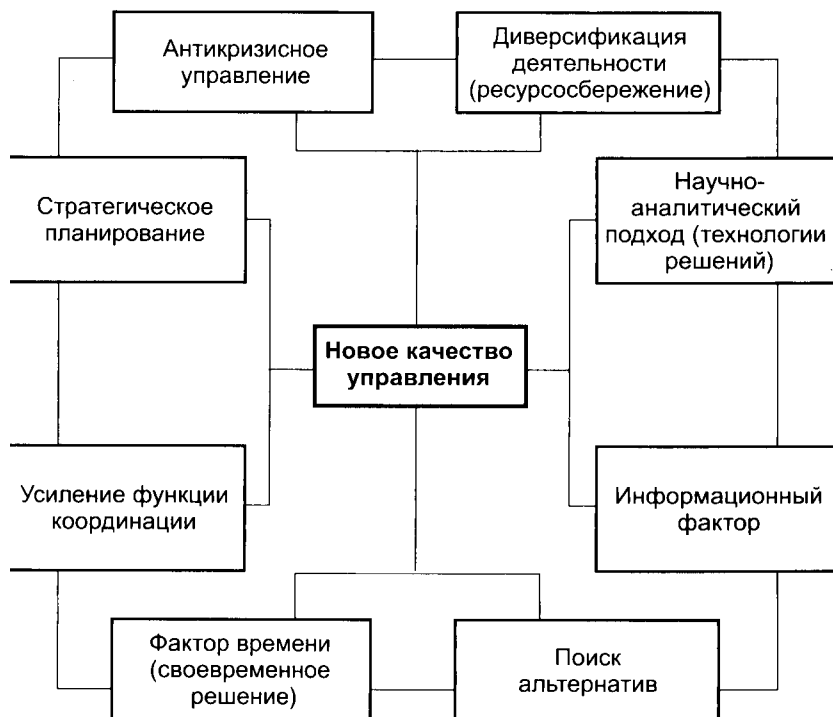 Антикризисное
управление
Диверсификация
деятельности
(ресурсосбережение)
Стратегическое
планирование
Научно-
аналитический
подход (технологии
решений)
Новое качество
управления
Усиление функции
координации
Информационный
фактор
Фактор времени
(своевременное
решение)
Поиск
альтернатив